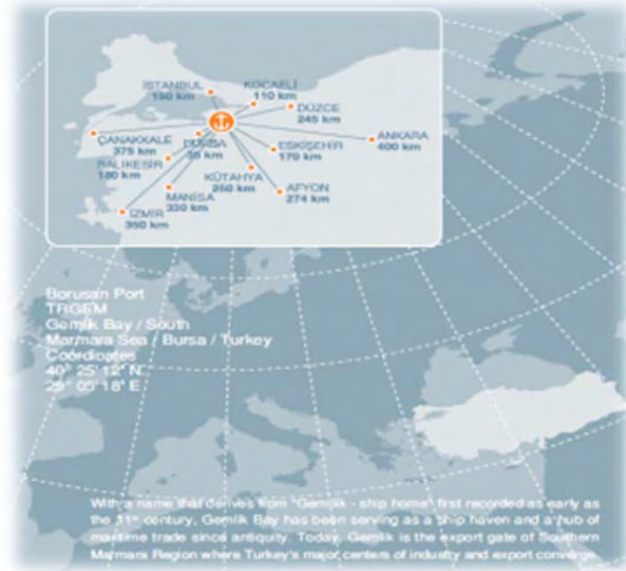 İSTANBUL
150 km
KOCAELİ
110 km
DÜZCE
245 km
ÇANAKKALE
375 km
BURSA
35 km
ESKİŞEHİR
170 km
ANKARA
400 km
BALIKESİR
180 km
KÜTAHYA
250 km
AFYON
274 km
MANİSA
330 km
İZMİR
350 km
Borusan Port
TRGEM
Gemlik Bay / South
Marmara Sea / Bursa / Turkey
Coordinates
40° 25' 12" N
29° 05' 18" E
With a name that derives from "Gemilik - ship home" first recorded as early as
the 11th century, Gemlik Bay has been serving as a ship haven and a hub of
maritime trade since antiquity. Today, Gemlik is the export gate of Southern
Marmara Region where Turkey's major centers of industry and export converge.